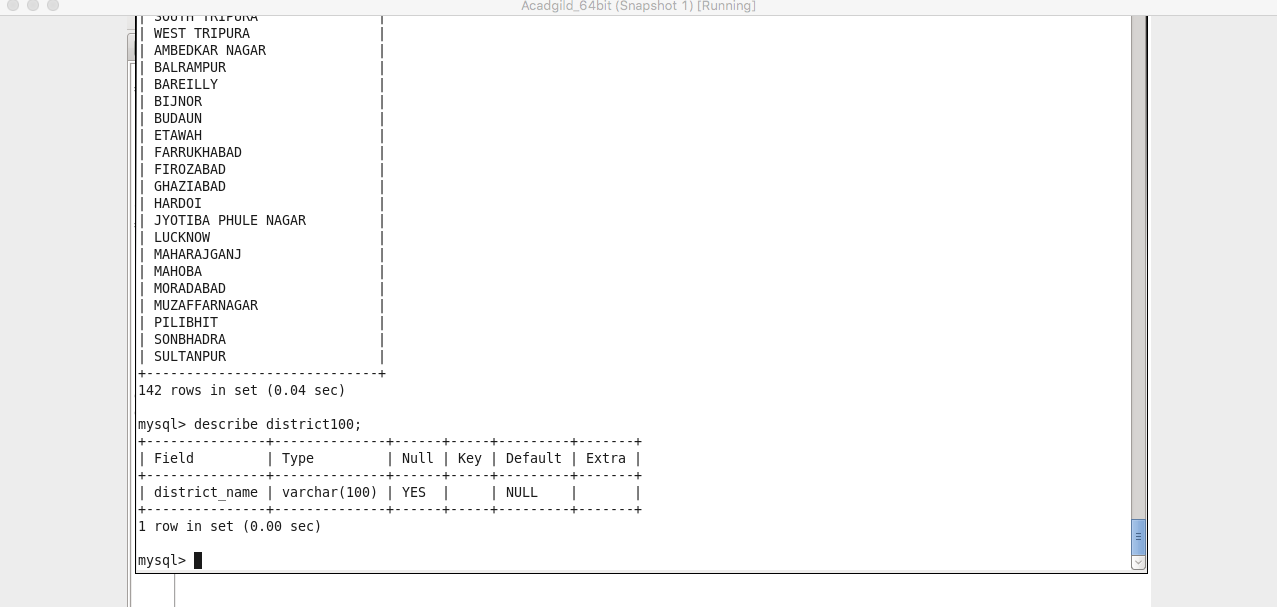 Acadgild_64bit (Snapshot 1) [Running]
| SOUTH TRIPURA |
| WEST TRIPURA |
| AMBEDKAR NAGAR |
| BALRAMPUR |
| BAREILLY |
| BIJNOR |
| BUDAUN |
| ETAWAH |
| FARRUKHABAD |
| FIROZABAD |
| GHAZIABAD |
| HARDOI |
| JYOTIBA PHULE NAGAR |
| LUCKNOW |
| MAHARAJGANJ |
| MAHOBA |
| MORADABAD |
| MUZAFFARNAGAR |
| PILIBHIT |
| SONBHADRA |
| SULTANPUR |
+-----------------------------+
142 rows in set (0.04 sec)
mysql> describe district100;
+---------------+--------------+------+-----+---------+-------+
| Field | Type | Null | Key | Default | Extra |
+---------------+--------------+------+-----+---------+-------+
| district_name | varchar(100) | YES | | NULL | |
+---------------+--------------+------+-----+---------+-------+
1 row in set (0.00 sec)
mysql>